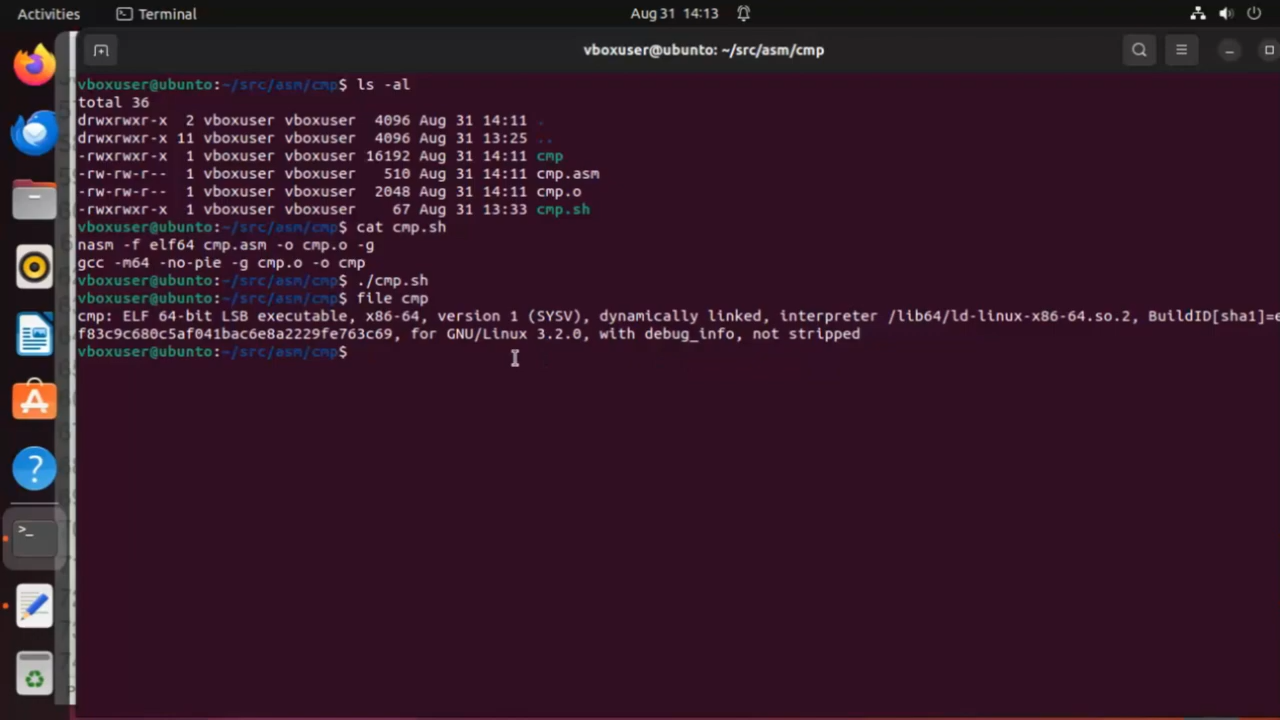 Activities Terminal Aug 31 14:13
vboxuser@ubunto: ~/src/asm/cmp
vboxuser@ubunto:~/src/asm/cmp$ ls -al
total 36
drwxrwxr-x 2 vboxuser vboxuser 4096 Aug 31 14:11 .
drwxrwxr-x 11 vboxuser vboxuser 4096 Aug 31 13:25 ..
-rwxrwxr-x 1 vboxuser vboxuser 16192 Aug 31 14:11 cmp
-rw-rw-r-- 1 vboxuser vboxuser 510 Aug 31 14:11 cmp.asm
-rw-rw-r-- 1 vboxuser vboxuser 2048 Aug 31 14:11 cmp.o
-rwxrwxr-x 1 vboxuser vboxuser 67 Aug 31 13:33 cmp.sh
vboxuser@ubunto:~/src/asm/cmp$ cat cmp.sh
nasm -f elf64 cmp.asm -o cmp.o -g
gcc -m64 -no-pie -g cmp.o -o cmp
vboxuser@ubunto:~/src/asm/cmp$ ./cmp.sh
vboxuser@ubunto:~/src/asm/cmp$ file cmp
cmp: ELF 64-bit LSB executable, x86-64, version 1 (SYSV), dynamically linked, interpreter /lib64/ld-linux-x86-64.so.2, BuildID[sha1]=e
f83c9c680c5af041bac6e8a2229fe763c69, for GNU/Linux 3.2.0, with debug_info, not stripped
vboxuser@ubunto:~/src/asm/cmp$